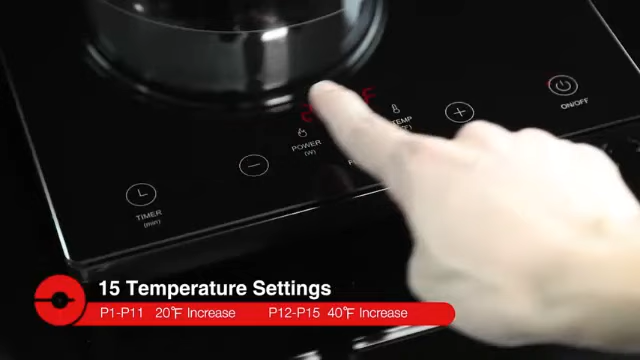 ON/OFF
POWER
(W)
TEMP
(°F)
TIMER
(min)
15 Temperature Settings
P1-P11 20°F Increase P12-P15 40°F Increase